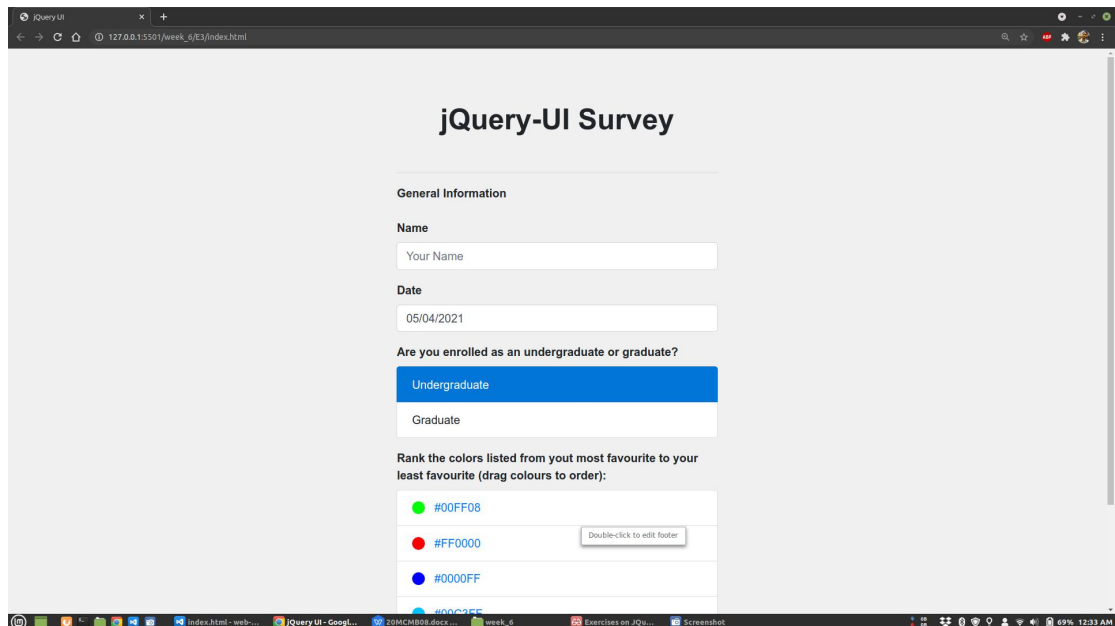 jQuery UI
127.0.0.1:5501/week_6/E3/index.html
ABP
jQuery-UI Survey
General Information
Name
Your Name
Date
05/04/2021
Are you enrolled as an undergraduate or graduate?
Undergraduate
Graduate
Rank the colors listed from yout most favourite to your
least favourite (drag colours to order):
#00FF08
#FF0000
Double-click to edit footer
#0000FF
#00C3FF
index.html - web-... jQuery UI - Googl... 20MCMB08.docx ... week_6 Exercises on JQu... Screenshot 69% 12:33 AM